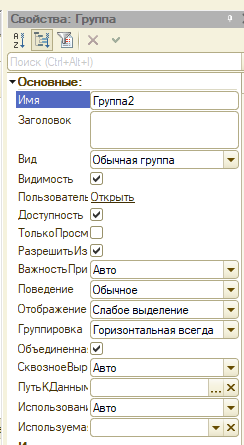 Свойства: Группа
Поиск (Ctrl+Alt+I)
Основные:
Имя Группа2
Заголовок
Вид Обычная группа
Видимость
Пользователь Открыть
Доступность
ТолькоПросм
РазрешитьИз
ВажностьПри Авто
Поведение Обычное
Отображение Слабое выделение
Группировка Горизонтальная всегда
Объединенна
СквозноеВыр Авто
ПутьКДанным ...
Использовани Авто
Используема